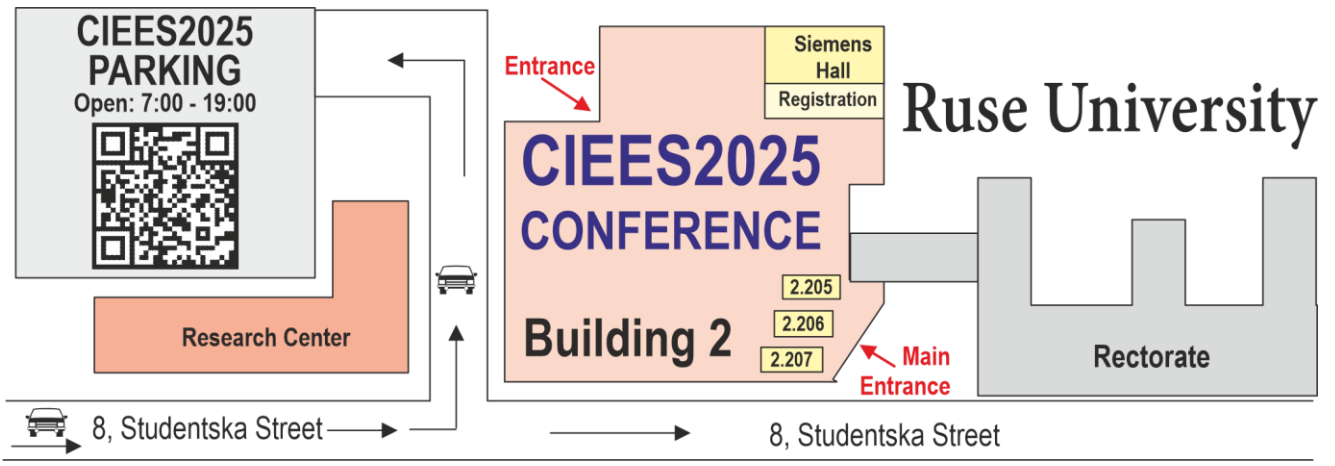 CIEES2025
PARKING
Open: 7:00 - 19:00
Research Center
Entrance
Siemens
Hall
Registration
CIEES2025
CONFERENCE
2.205
2.206
2.207
Building 2
Main
Entrance
Ruse University
Rectorate
8, Studentska Street
8, Studentska Street